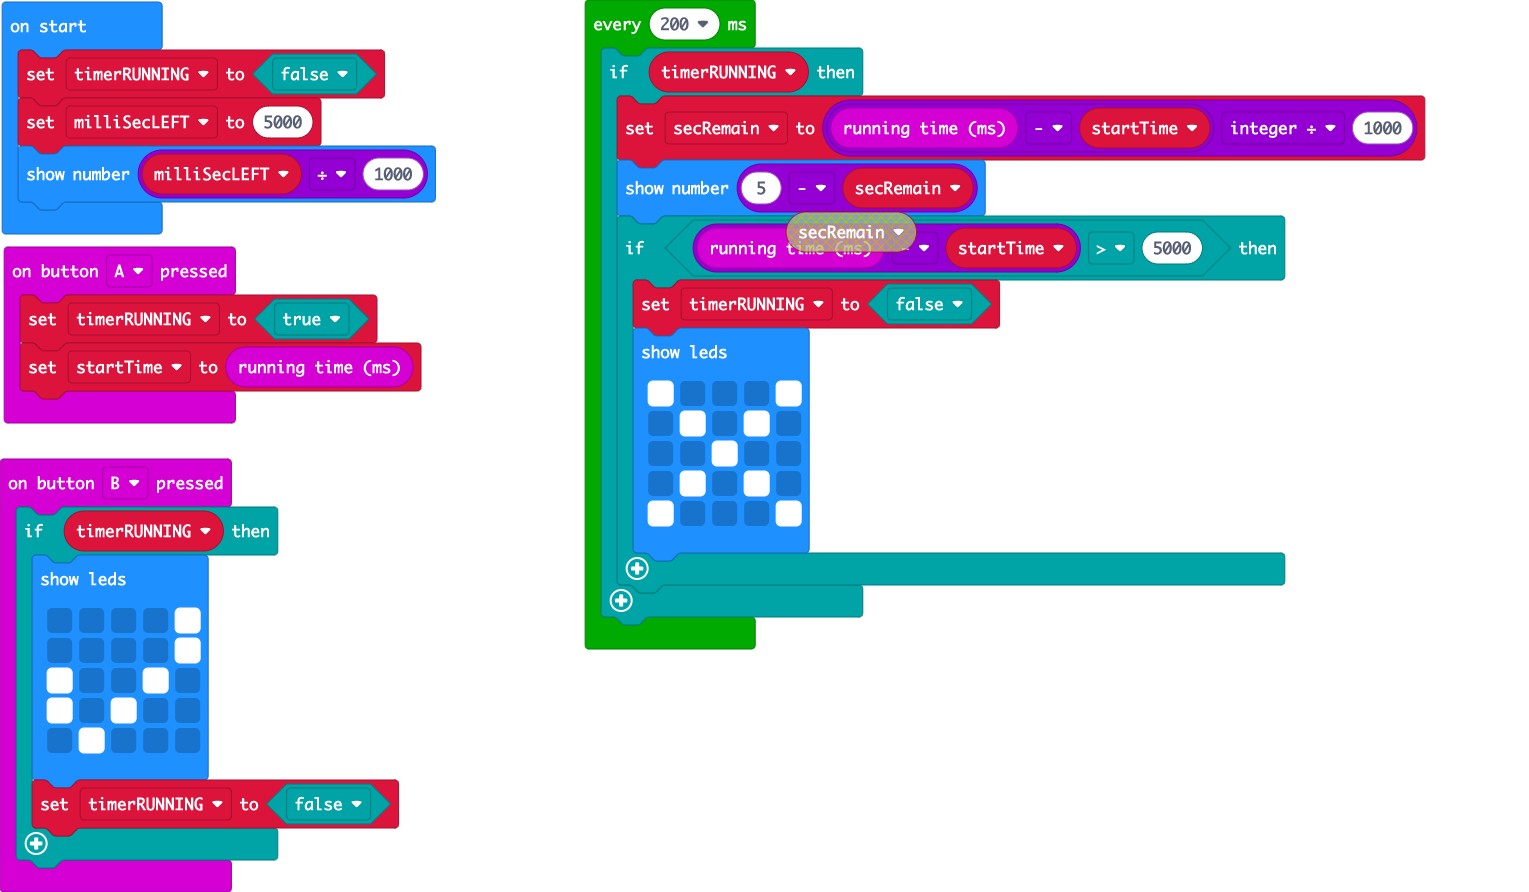 on start
set timerRUNNING to false
set milliSecLEFT to 5000
show number milliSecLEFT ÷ 1000
on button A pressed
set timerRUNNING to true
set startTime to running time (ms)
on button B pressed
if timerRUNNING then
show leds
set timerRUNNING to false
every 200 ms
if timerRUNNING then
set secRemain to running time (ms) - startTime integer ÷ 1000
show number 5 - secRemain
secRemain
if running time (ms) - startTime > 5000 then
set timerRUNNING to false
show leds